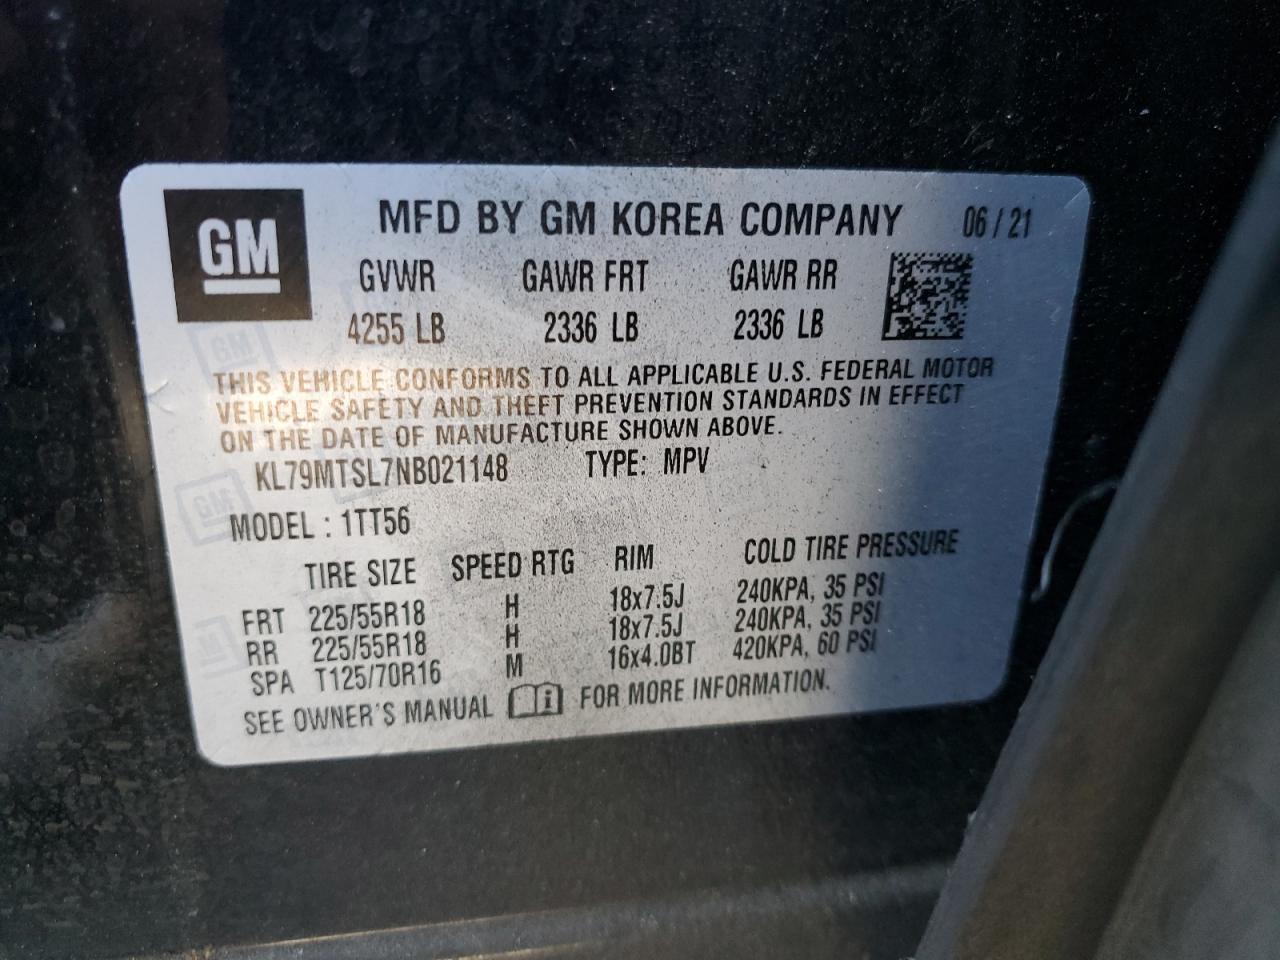 GM
MFD BY GM KOREA COMPANY 06/21
GVWR GAWR FRT GAWR RR
4255 LB 2336 LB 2336 LB
THIS VEHICLE CONFORMS TO ALL APPLICABLE U.S. FEDERAL MOTOR
VEHICLE SAFETY AND THEFT PREVENTION STANDARDS IN EFFECT
ON THE DATE OF MANUFACTURE SHOWN ABOVE.
KL79MTSL7NB021148 TYPE: MPV
MODEL : 1TT56
TIRE SIZE SPEED RTG RIM COLD TIRE PRESSURE
FRT 225/55R18 H 18x7.5J 240KPA, 35 PSI
RR 225/55R18 H 18x7.5J 240KPA, 35 PSI
SPA T125/70R16 M 16x4.0BT 420KPA, 60 PSI
SEE OWNER'S MANUAL i FOR MORE INFORMATION.